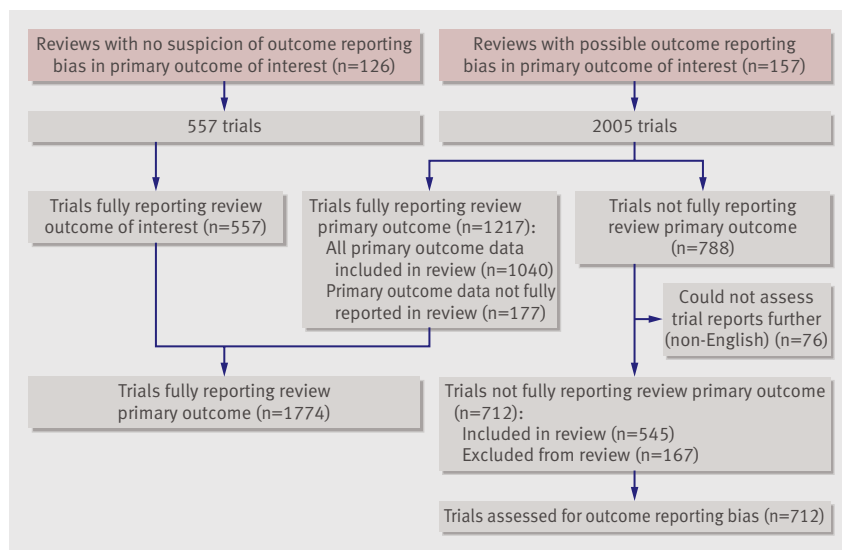 Reviews with no suspicion of outcome reporting
bias in primary outcome of interest (n=126)
Reviews with possible outcome reporting
bias in primary outcome of interest (n=157)
557 trials
2005 trials
Trials fully reporting review
outcome of interest (n=557)
Trials fully reporting review
primary outcome (n=1217):
All primary outcome data
included in review (n=1040)
Primary outcome data not fully
reported in review (n=177)
Trials not fully reporting
review primary outcome
(n=788)
Could not assess
trial reports further
(non-English) (n=76)
Trials fully reporting review
primary outcome (n=1774)
Trials not fully reporting review primary outcome
(n=712):
Included in review (n=545)
Excluded from review (n=167)
Trials assessed for outcome reporting bias (n=712)